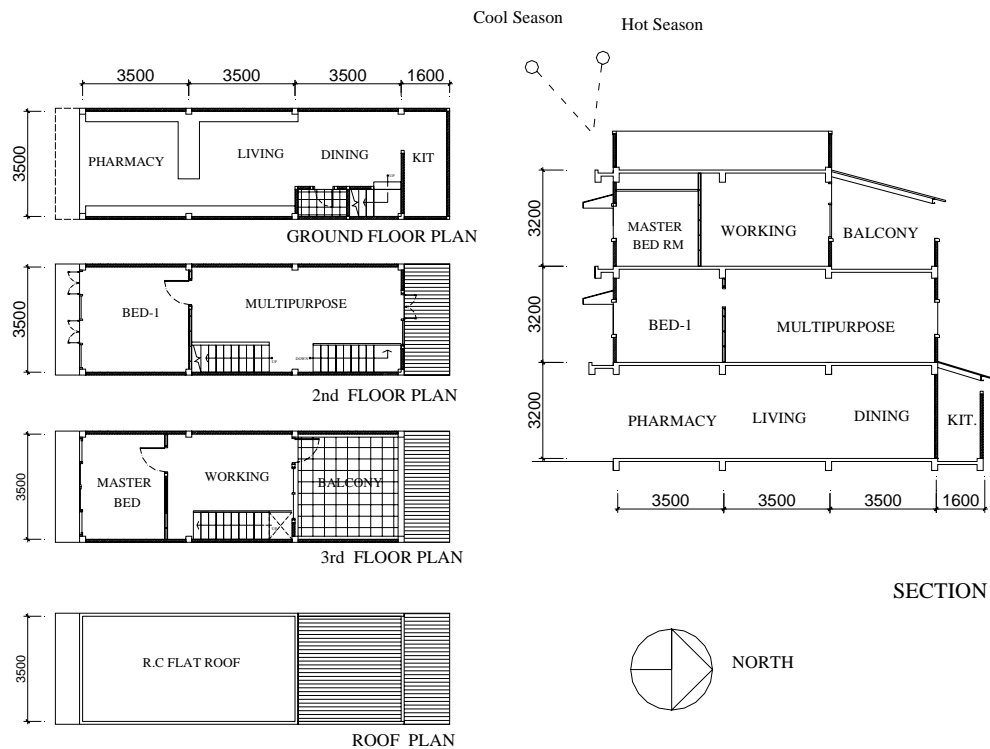 Cool Season
Hot Season
3500 3500 3500 1600
3500
PHARMACY LIVING DINING KIT
UP
GROUND FLOOR PLAN
3500
BED-1 MULTIPURPOSE
UP DOWN
2nd FLOOR PLAN
3500
MASTER
BED
WORKING
BALCONY
3rd FLOOR PLAN
3500
R.C FLAT ROOF
ROOF PLAN
3200
MASTER
BED RM
WORKING
BALCONY
3200
BED-1
MULTIPURPOSE
3200
PHARMACY LIVING DINING KIT.
3500 3500 3500 1600
SECTION
NORTH